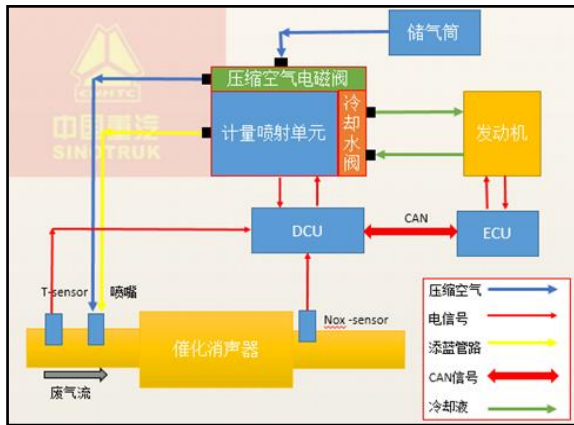 储气筒
压缩空气电磁阀
CNHTC
中国重汽
SINOTRUK
计量喷射单元
冷却水阀
发动机
DCU
CAN
ECU
T-sensor
喷嘴
Nox -sensor
催化消声器
废气流
压缩空气
电信号
添蓝管路
CAN信号
冷却液